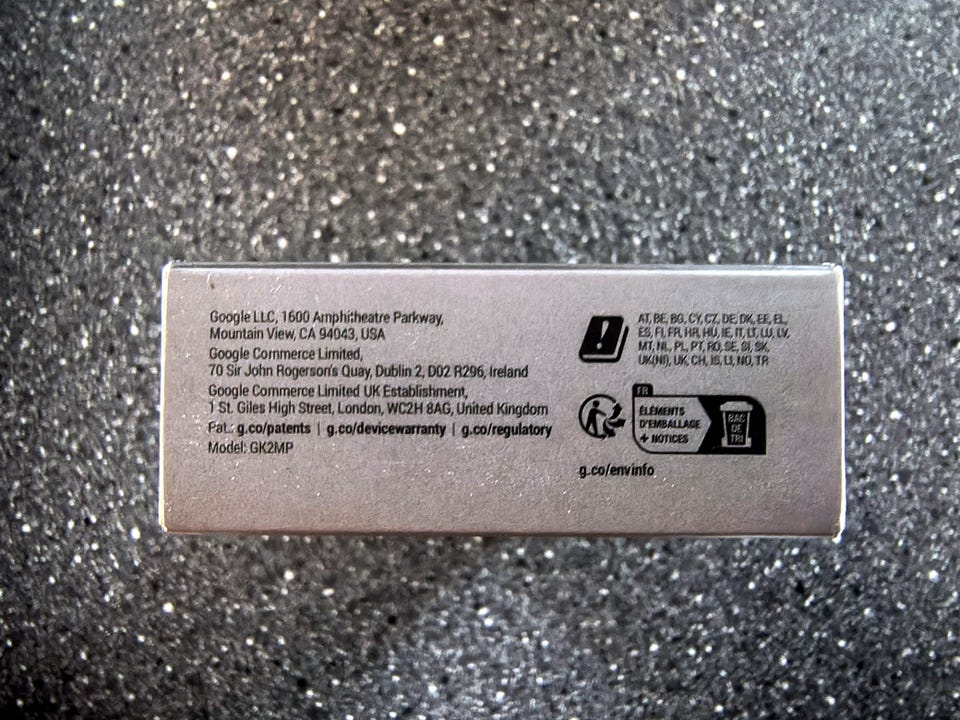 Google LLC, 1600 Amphitheatre Parkway,
Mountain View, CA 94043, USA
Google Commerce Limited,
70 Sir John Rogerson's Quay, Dublin 2, D02 R296, Ireland
Google Commerce Limited UK Establishment,
1 St. Giles High Street, London, WC2H 8AG, United Kingdom
Pat.: g.co/patents | g.co/devicewarranty | g.co/regulatory
Model: GK2MP
AT, BE, BG, CY, CZ, DE, DK, EE, EL,
ES, FI, FR, HR, HU, IE, IT, LT, LU, LV,
MT, NL, PL, PT, RO, SE, SI, SK,
UK(NI), UK, CH, IS, LI, NO, TR
FR
ÉLÉMENTS
D'EMBALLAGE
+ NOTICES
BAC
DE
TRI
g.co/envinfo